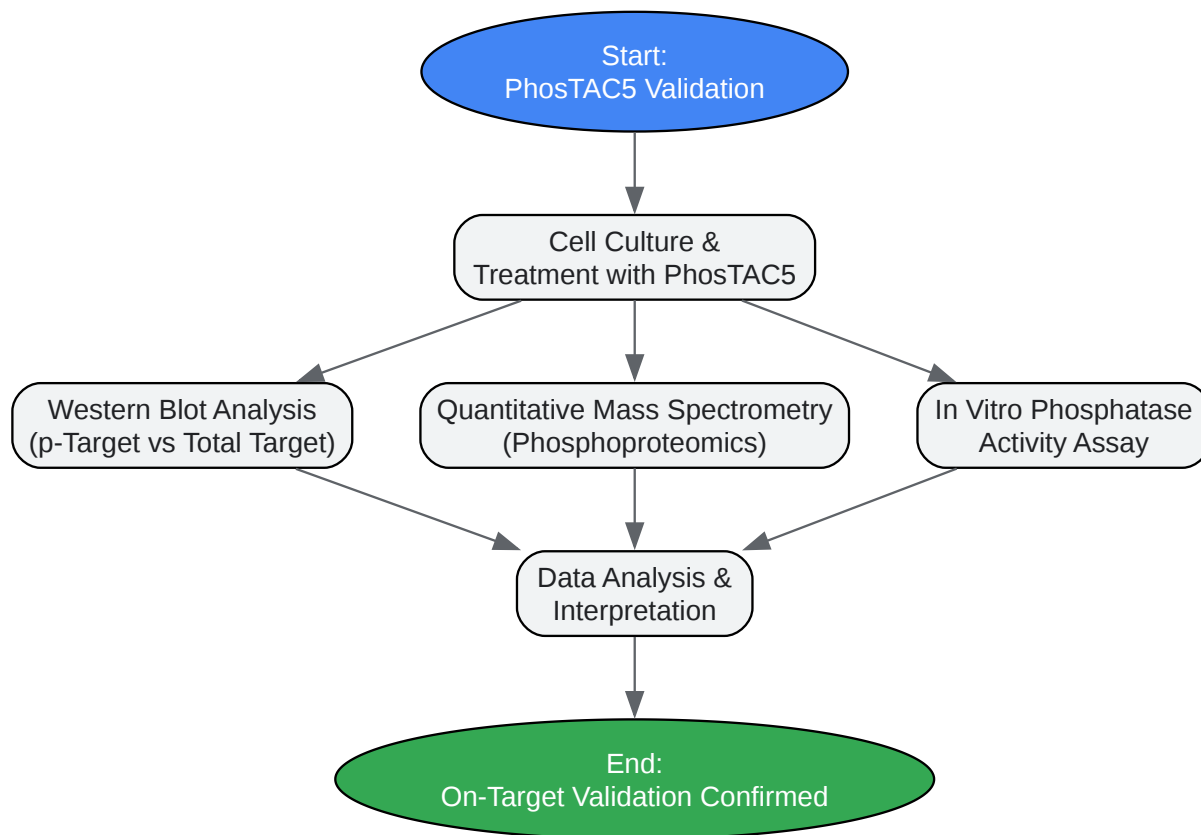 Start:
PhosTAC5 Validation
Cell Culture &
Treatment with PhosTAC5
Western Blot Analysis
(p-Target vs Total Target)
Quantitative Mass Spectrometry
(Phosphoproteomics)
In Vitro Phosphatase
Activity Assay
Data Analysis &
Interpretation
End:
On-Target Validation Confirmed